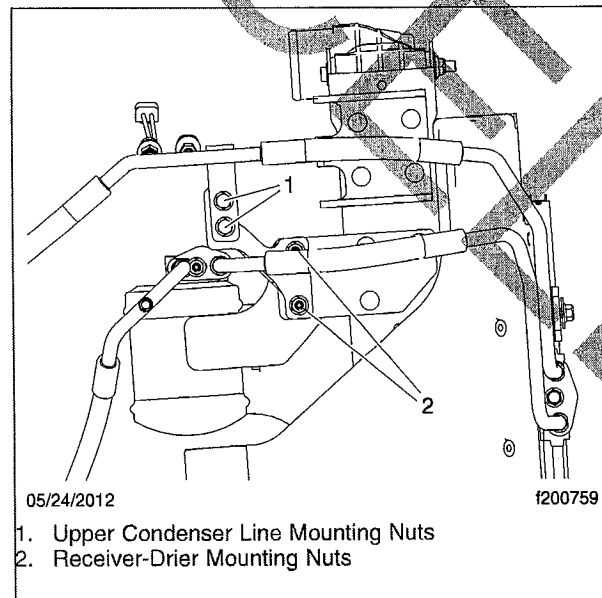 1
2
05/24/2012 f200759
1. Upper Condenser Line Mounting Nuts
2. Receiver-Drier Mounting Nuts